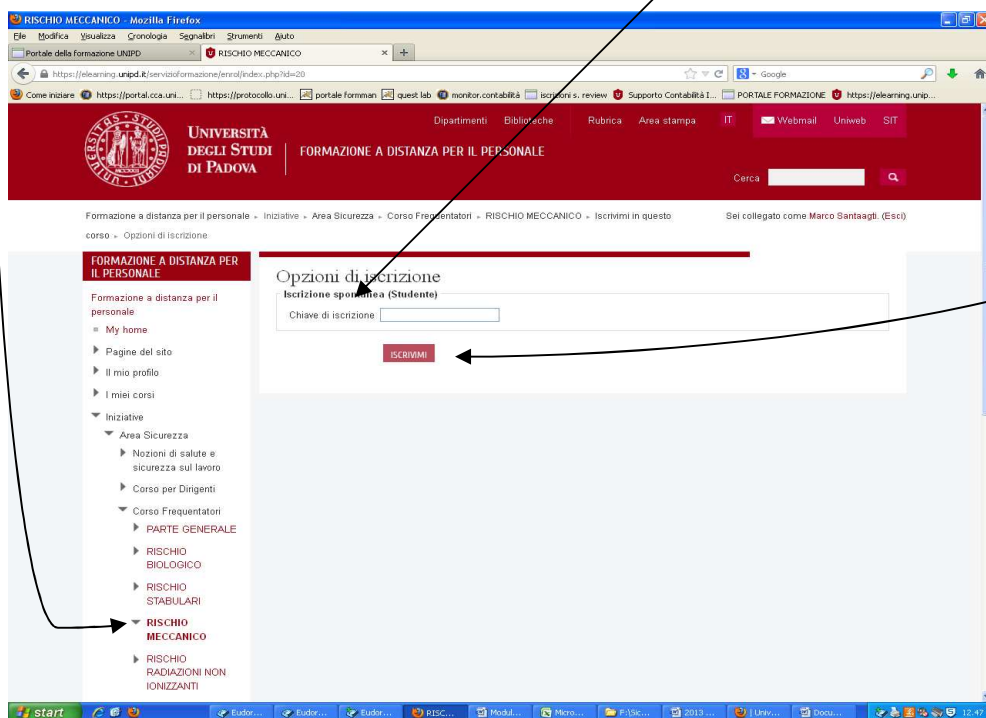 RISCHIO MECCANICO - Mozilla Firefox
File Modifica Visualizza Cronologia Segnalibri Strumenti Aiuto
Portale della formazione UNIPD × RISCHIO MECCANICO × +
https://elearning.unipd.it/servizioformazione/enrol/index.php?id=20 Google
Come iniziare https://portal.cca.uni... https://protocollo.uni... portale formman quest lab monitor.contabilità iscrizioni s. review Supporto Contabilità I... PORTALE FORMAZIONE https://elearning.unip...
Dipartimenti Biblioteche Rubrica Area stampa IT Webmail Uniweb SIT
UNIVERSITÀ
DEGLI STUDI
DI PADOVA
FORMAZIONE A DISTANZA PER IL PERSONALE
Cerca
Formazione a distanza per il personale ► Iniziative ► Area Sicurezza ► Corso Frequentatori ► RISCHIO MECCANICO ► Iscrivimi in questo
corso ► Opzioni di iscrizione
Sei collegato come Marco Santaagti. (Esci)
FORMAZIONE A DISTANZA PER
IL PERSONALE
Formazione a distanza per il
personale
My home
Pagine del sito
Il mio profilo
I miei corsi
Iniziative
Area Sicurezza
Nozioni di salute e
sicurezza sul lavoro
Corso per Dirigenti
Corso Frequentatori
PARTE GENERALE
RISCHIO
BIOLOGICO
RISCHIO
STABULARI
RISCHIO
MECCANICO
RISCHIO
RADIAZIONI NON
IONIZZANTI
Opzioni di iscrizione
Iscrizione spontanea (Studente)
Chiave di iscrizione
ISCRIVIMI
start Eudor... Eudor... Eudor... RISC... Modul... Micro... F:\Sic... 2013 ... | Univ... Docu... 12.47